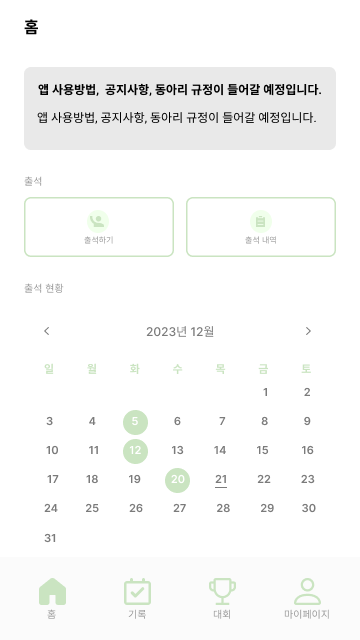 홈
앱 사용방법, 공지사항, 동아리 규정이 들어갈 예정입니다.
앱 사용방법, 공지사항, 동아리 규정이 들어갈 예정입니다.
출석
출석하기 출석 내역
출석 현황
2023년 12월
일 월 화 수 목 금 토
1 2
3 4 5 6 7 8 9
10 11 12 13 14 15 16
17 18 19 20 21 22 23
24 25 26 27 28 29 30
31
홈 기록 대회 마이페이지